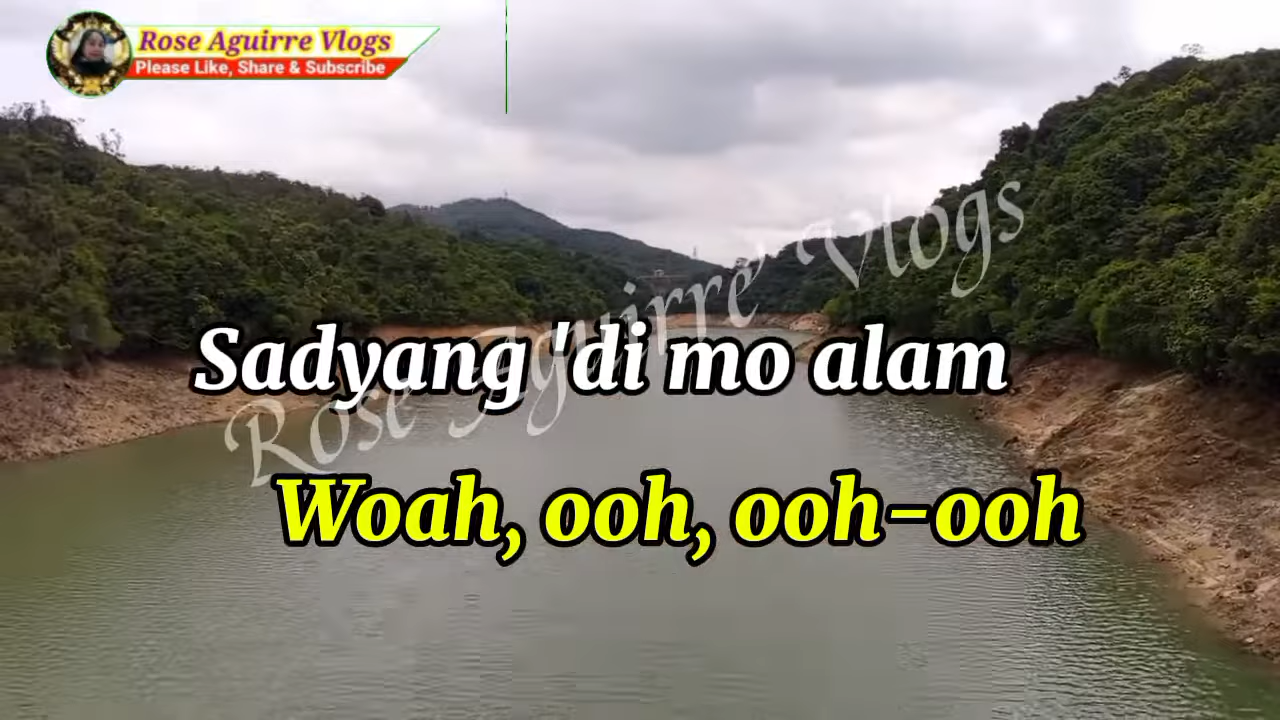 Rose Aguirre Vlogs
Please Like, Share & Subscribe
Rose Aguirre Vlogs
Sadyang 'di mo alam
Woah, ooh, ooh-ooh